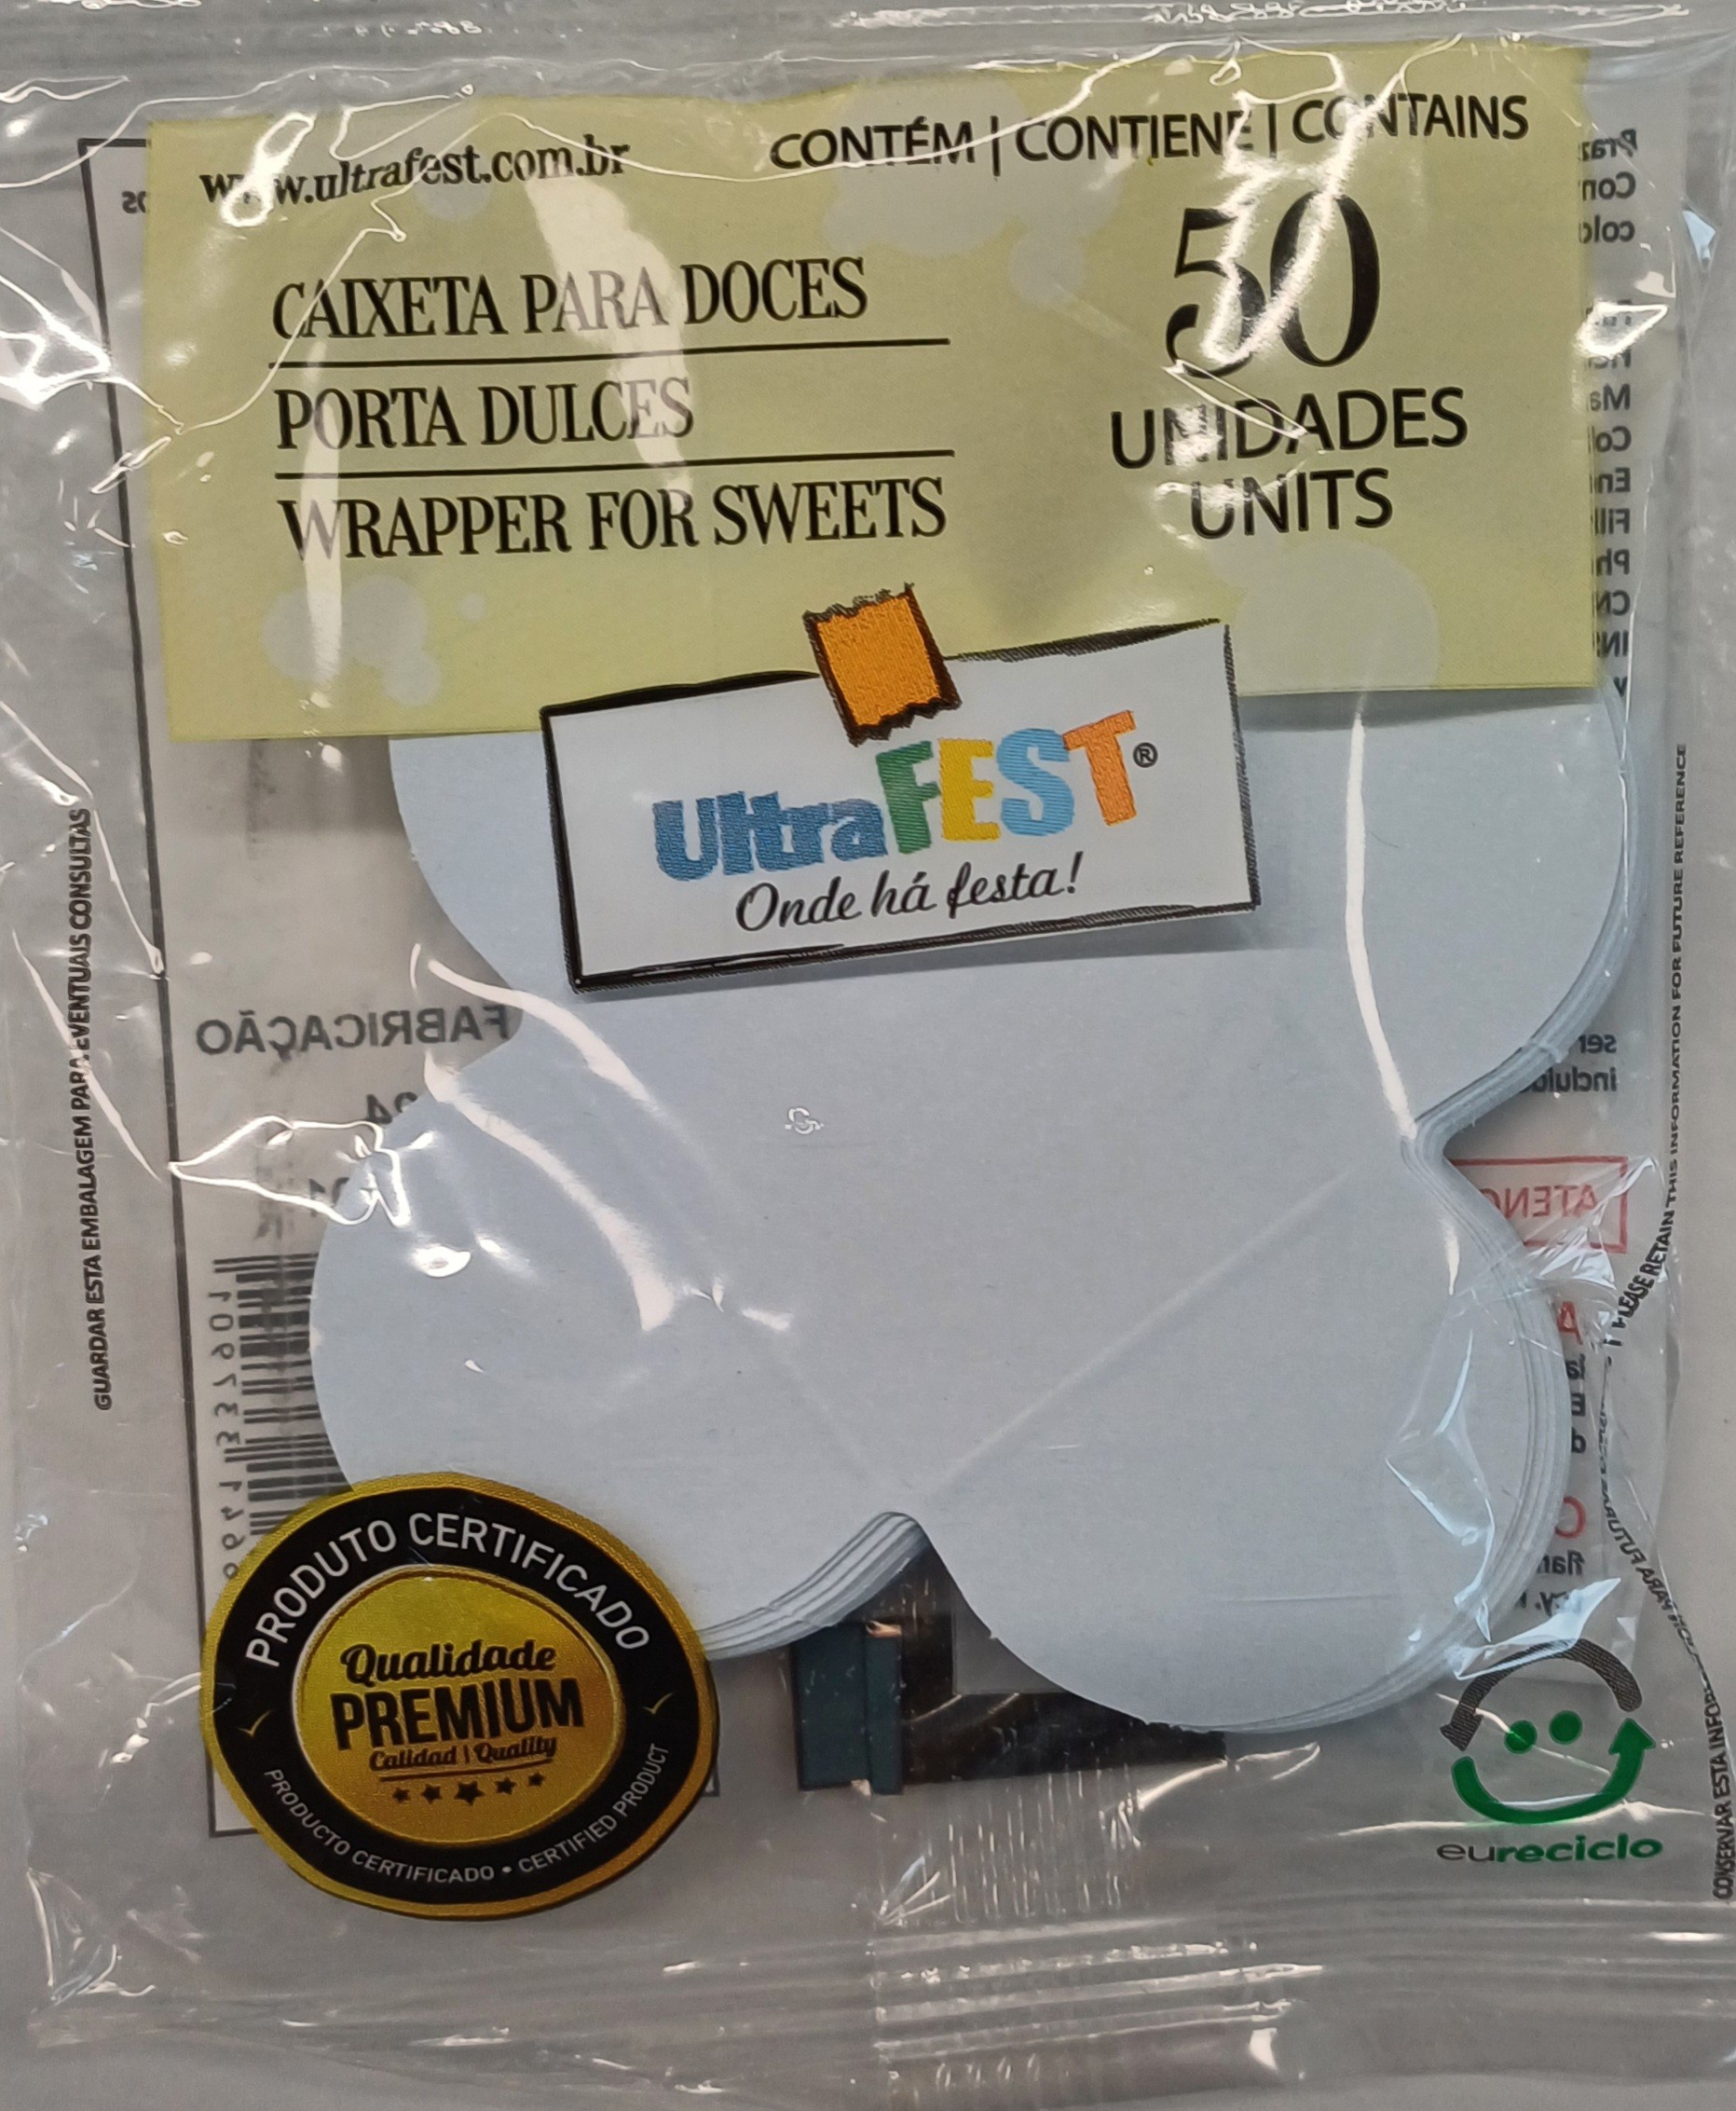 www.ultrafest.com.br
CONTÉM | CONTIENE | CONTAINS
50
UNIDADES
UNITS
CAIXETA PARA DOCES
PORTA DULCES
WRAPPER FOR SWEETS
UltraFEST®
Onde há festa!
GUARDAR ESTA EMBALAGEM PARA EVENTUAIS CONSULTAS
PLEASE RETAIN THIS INFORMATION FOR FUTURE REFERENCE
FABRICAÇÃO
PRODUTO CERTIFICADO
Qualidade
PREMIUM
Calidad | Quality
PRODUCTO CERTIFICADO • CERTIFIED PRODUCT
eureciclo
CONSERVAR ESTA